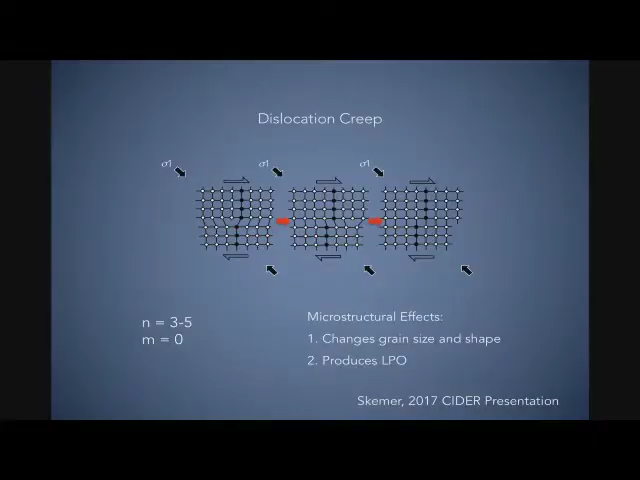 Dislocation Creep
σ1 σ1 σ1
n = 3-5
m = 0
Microstructural Effects:
1. Changes grain size and shape
2. Produces LPO
Skemer, 2017 CIDER Presentation